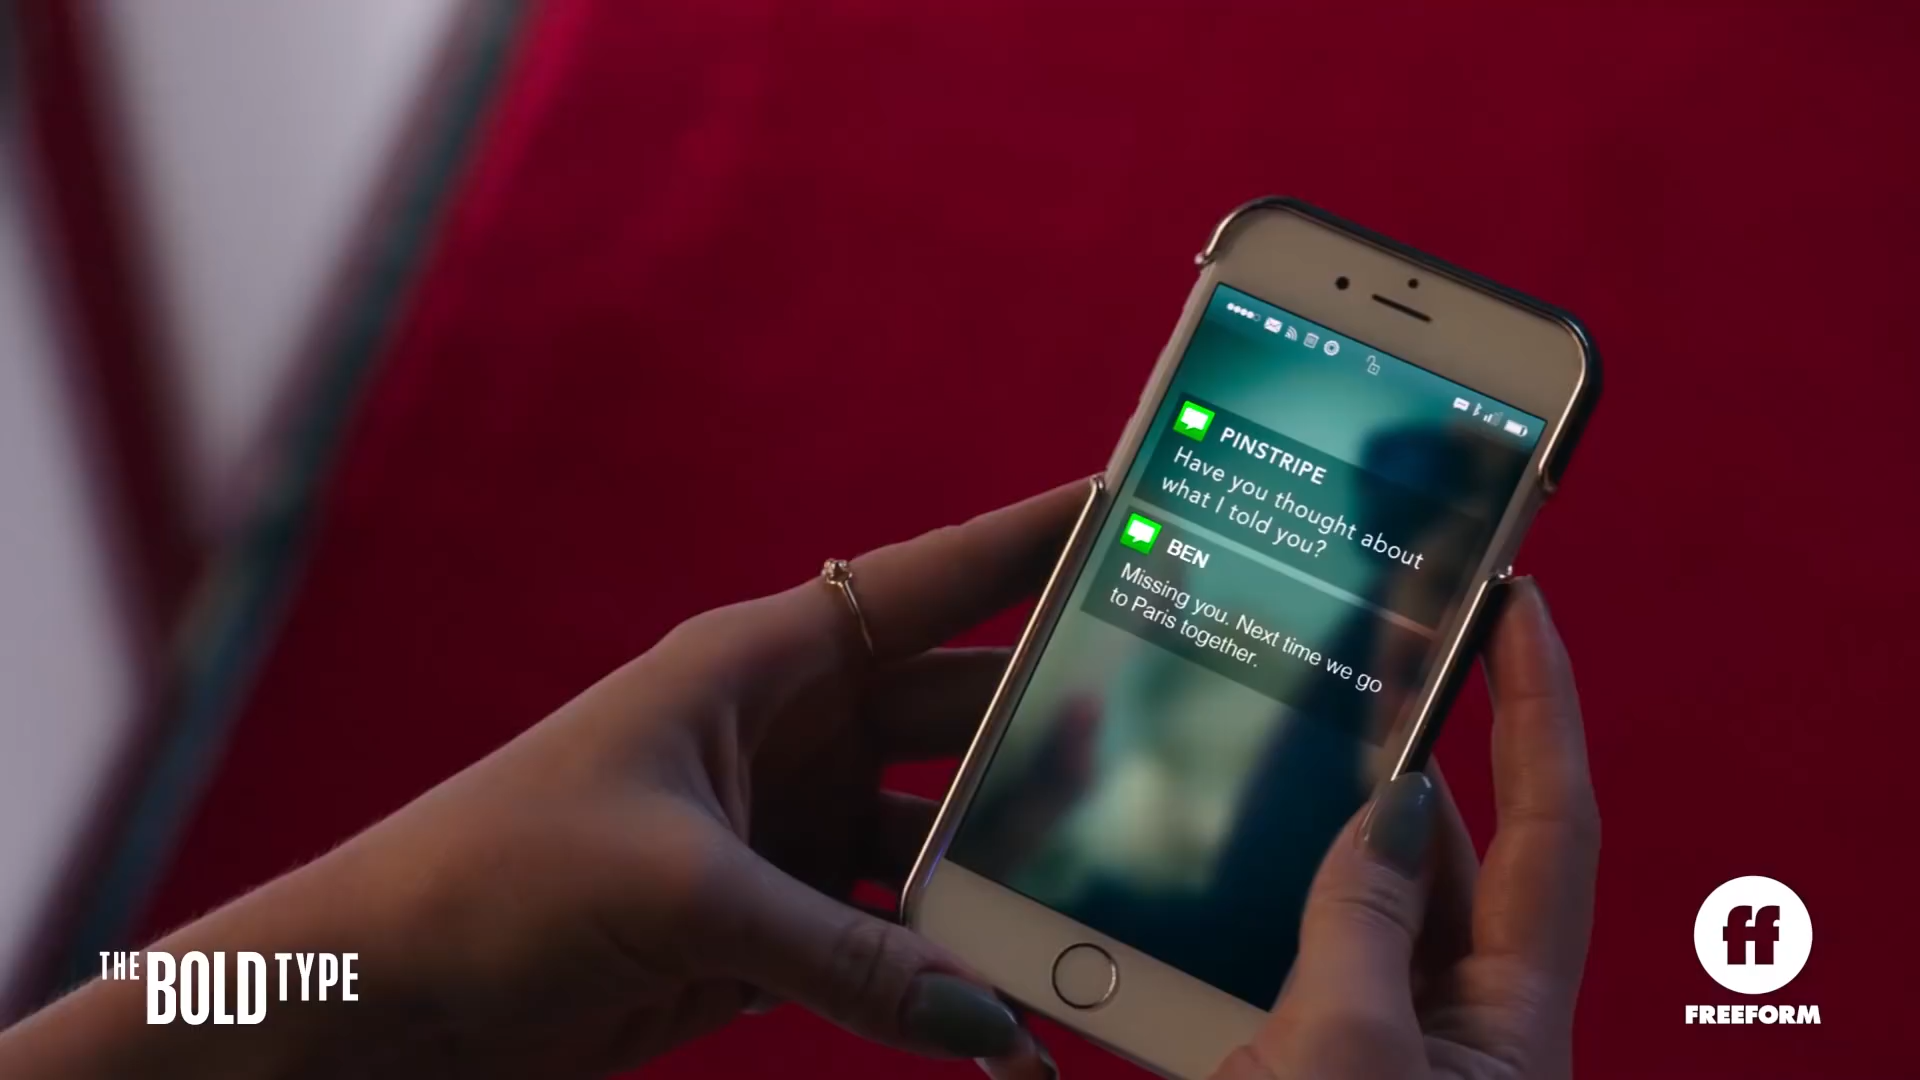 PINSTRIPE
Have you thought about
what I told you?
BEN
Missing you. Next time we go
to Paris together.
THE BOLD TYPE
ff
FREEFORM